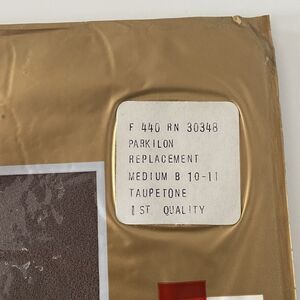 F 440 RN 30348
PARKILON
REPLACEMENT
MEDIUM B 10-11
TAUPETONE
1ST. QUALITY